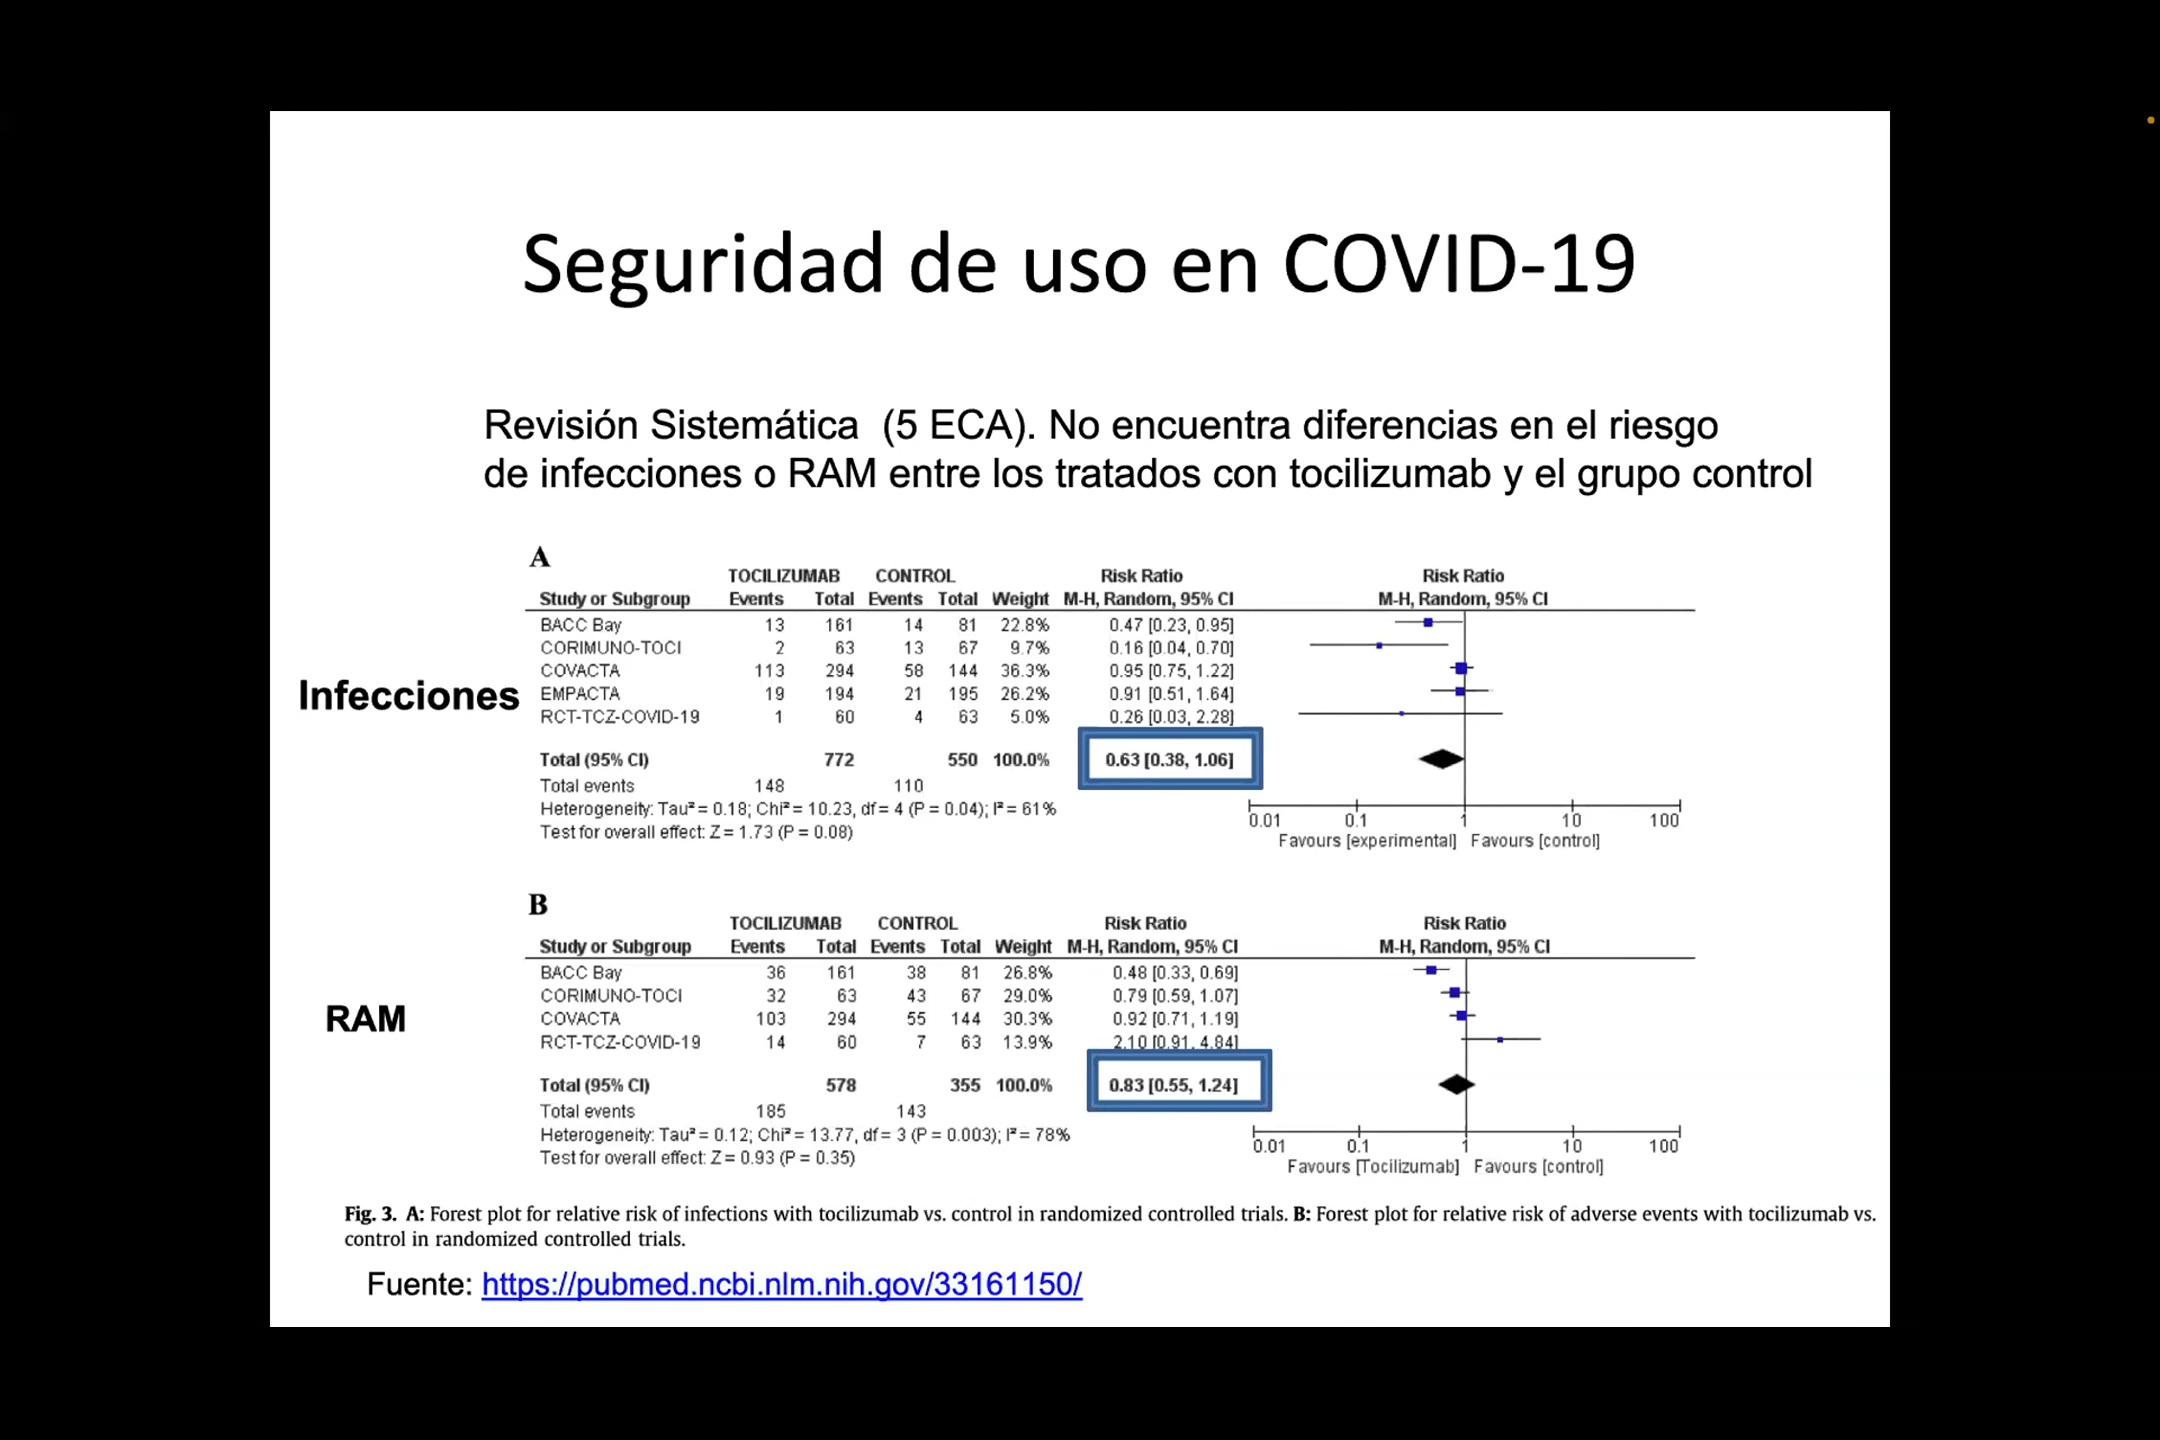 Seguridad de uso en COVID-19
Revisión Sistemática (5 ECA). No encuentra diferencias en el riesgo
de infecciones o RAM entre los tratados con tocilizumab y el grupo control
Infecciones
A
TOCILIZUMAB CONTROL Risk Ratio Risk Ratio
Study or Subgroup Events Total Events Total Weight M-H, Random, 95% CI M-H, Random, 95% CI
BACC Bay 13 161 14 81 22.8% 0.47 [0.23, 0.95]
CORIMUNO-TOCI 2 63 13 67 9.7% 0.16 [0.04, 0.70]
COVACTA 113 294 58 144 36.3% 0.95 [0.75, 1.22]
EMPACTA 19 194 21 195 26.2% 0.91 [0.51, 1.64]
RCT-TCZ-COVID-19 1 60 4 63 5.0% 0.26 [0.03, 2.28]
Total (95% CI) 772 550 100.0% 0.63 [0.38, 1.06]
Total events 148 110
Heterogeneity: Tau² = 0.18; Chi² = 10.23, df = 4 (P = 0.04); I² = 61%
Test for overall effect: Z = 1.73 (P = 0.08)
0.01 0.1 1 10 100
Favours [experimental] Favours [control]
RAM
B
TOCILIZUMAB CONTROL Risk Ratio Risk Ratio
Study or Subgroup Events Total Events Total Weight M-H, Random, 95% CI M-H, Random, 95% CI
BACC Bay 36 161 38 81 26.8% 0.48 [0.33, 0.69]
CORIMUNO-TOCI 32 63 43 67 29.0% 0.79 [0.59, 1.07]
COVACTA 103 294 55 144 30.3% 0.92 [0.71, 1.19]
RCT-TCZ-COVID-19 14 60 7 63 13.9% 2.10 [0.91, 4.84]
Total (95% CI) 578 355 100.0% 0.83 [0.55, 1.24]
Total events 185 143
Heterogeneity: Tau² = 0.12; Chi² = 13.77, df = 3 (P = 0.003); I² = 78%
Test for overall effect: Z = 0.93 (P = 0.35)
0.01 0.1 1 10 100
Favours [Tocilizumab] Favours [control]
Fig. 3. A: Forest plot for relative risk of infections with tocilizumab vs. control in randomized controlled trials. B: Forest plot for relative risk of adverse events with tocilizumab vs.
control in randomized controlled trials.
Fuente: https://pubmed.ncbi.nlm.nih.gov/33161150/